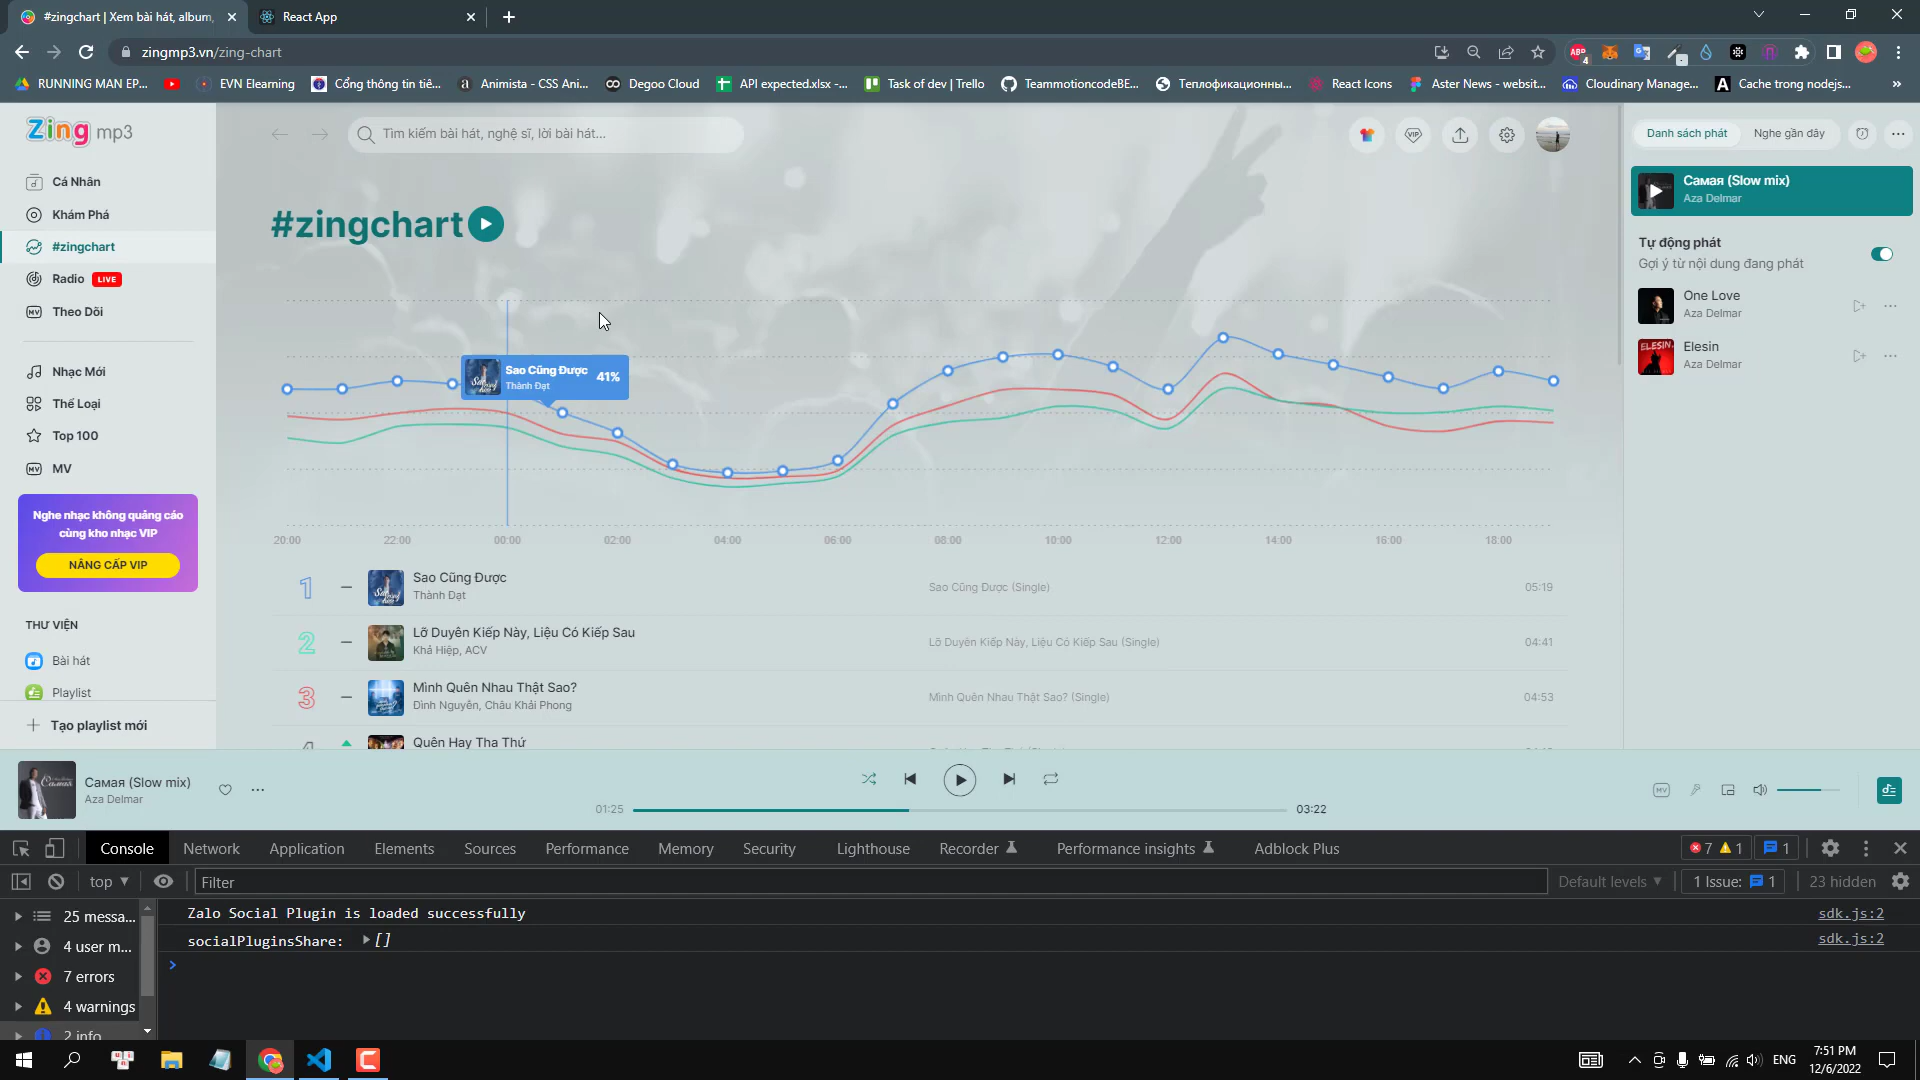 #zingchart | Xem bài hát, album,
React App
zingmp3.vn/zing-chart
4
RUNNING MAN EP...
EVN Elearning
Cổng thông tin tiê...
Animista - CSS Ani...
Degoo Cloud
API expected.xlsx -...
Task of dev | Trello
TeammotioncodeBE...
Теплофикационны...
React Icons
Aster News - websit...
Cloudinary Manage...
Cache trong nodejs...
»
Zing mp3
Cá Nhân
Khám Phá
#zingchart
Radio LIVE
Theo Dõi
Nhạc Mới
Thể Loại
Top 100
MV
Nghe nhạc không quảng cáo
cùng kho nhạc VIP
NÂNG CẤP VIP
THƯ VIỆN
Bài hát
Playlist
Tạo playlist mới
Tìm kiếm bài hát, nghệ sĩ, lời bài hát...
VIP
#zingchart
Sao Cũng Được
Thành Đạt
41%
20:00 22:00 00:00 02:00 04:00 06:00 08:00 10:00 12:00 14:00 16:00 18:00
1
Sao Cũng Được
Thành Đạt
Sao Cũng Được (Single)
05:19
2
Lỡ Duyên Kiếp Này, Liệu Có Kiếp Sau
Khả Hiệp, ACV
Lỡ Duyên Kiếp Này, Liệu Có Kiếp Sau (Single)
04:41
3
Mình Quên Nhau Thật Sao?
Đình Nguyên, Châu Khải Phong
Mình Quên Nhau Thật Sao? (Single)
04:53
4
Quên Hay Tha Thứ
Danh sách phát
Nghe gần đây
Самая (Slow mix)
Aza Delmar
Tự động phát
Gợi ý từ nội dung đang phát
One Love
Aza Delmar
Elesin
Aza Delmar
Самая (Slow mix)
Aza Delmar
01:25
03:22
MV
Console Network Application Elements Sources Performance Memory Security Lighthouse Recorder Performance insights Adblock Plus
7 1 1
top
Filter
Default levels
1 Issue: 1
23 hidden
25 messa...
4 user m...
7 errors
4 warnings
2 info
Zalo Social Plugin is loaded successfully
sdk.js:2
socialPluginsShare: []
sdk.js:2
ENG
7:51 PM
12/6/2022